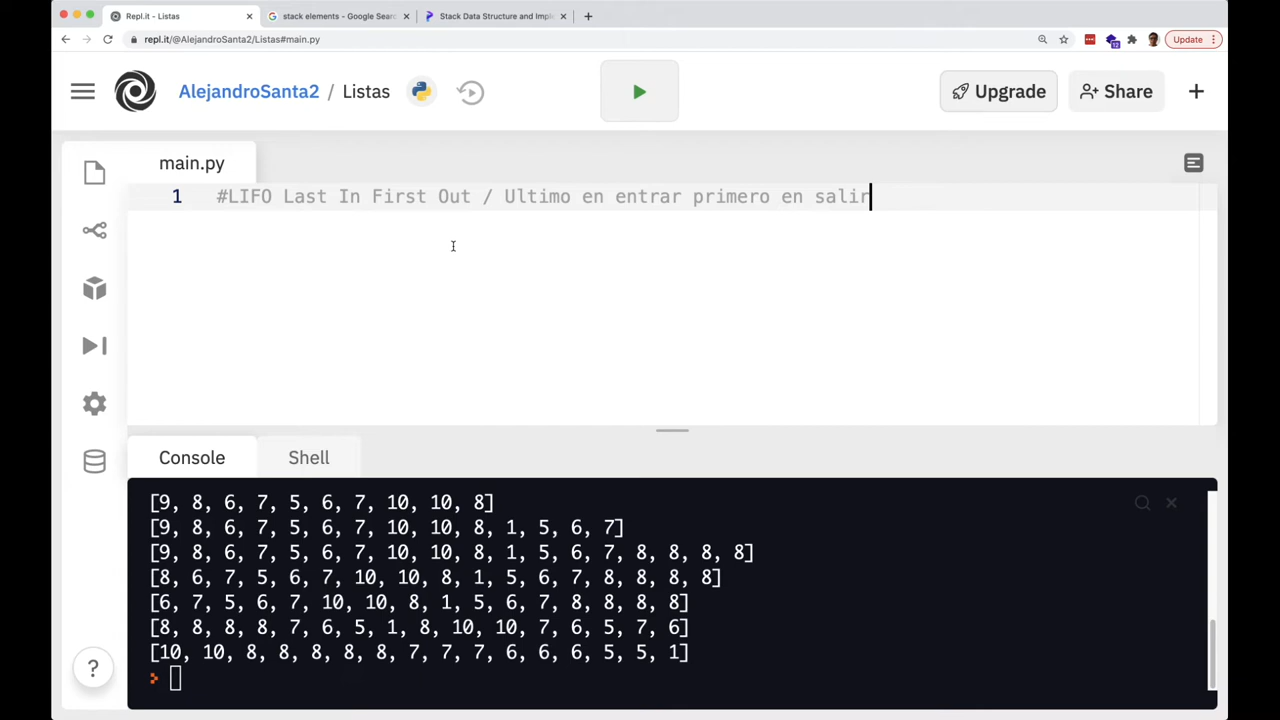 Repl.it - Listas
stack elements - Google Sear
Stack Data Structure and Imple
repl.it/@AlejandroSanta2/Listas#main.py
12
Update
AlejandroSanta2 / Listas
Upgrade
Share
main.py
1 #LIFO Last In First Out / Ultimo en entrar primero en salir
Console
Shell
[9, 8, 6, 7, 5, 6, 7, 10, 10, 8]
[9, 8, 6, 7, 5, 6, 7, 10, 10, 8, 1, 5, 6, 7]
[9, 8, 6, 7, 5, 6, 7, 10, 10, 8, 1, 5, 6, 7, 8, 8, 8, 8]
[8, 6, 7, 5, 6, 7, 10, 10, 8, 1, 5, 6, 7, 8, 8, 8, 8]
[6, 7, 5, 6, 7, 10, 10, 8, 1, 5, 6, 7, 8, 8, 8, 8]
[8, 8, 8, 8, 7, 6, 5, 1, 8, 10, 10, 7, 6, 5, 7, 6]
[10, 10, 8, 8, 8, 8, 8, 7, 7, 7, 6, 6, 6, 5, 5, 1]
?